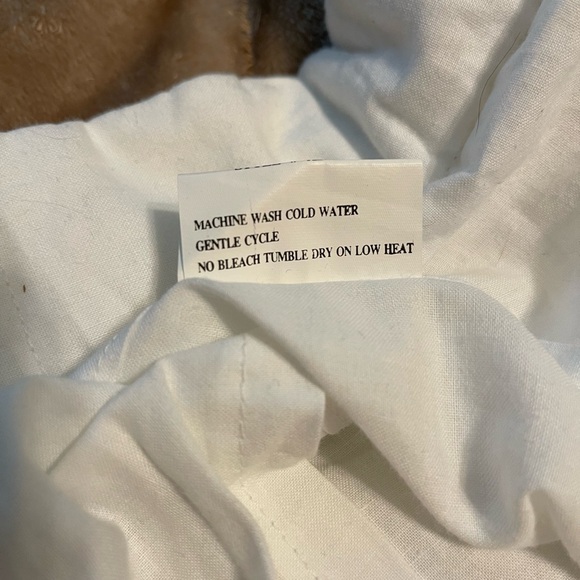 MACHINE WASH COLD WATER
GENTLE CYCLE
NO BLEACH TUMBLE DRY ON LOW HEAT